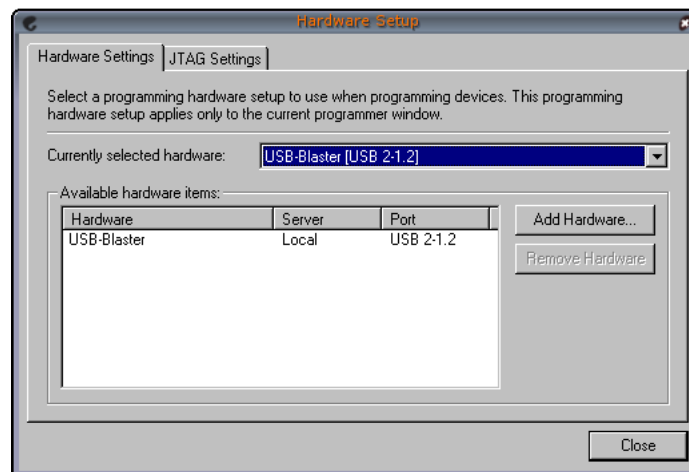 Hardware Setup
Hardware Settings
JTAG Settings
Select a programming hardware setup to use when programming devices. This programming
hardware setup applies only to the current programmer window.
Currently selected hardware:
USB-Blaster [USB 2-1.2]
Available hardware items:
Hardware Server Port
USB-Blaster Local USB 2-1.2
Add Hardware...
Remove Hardware
Close